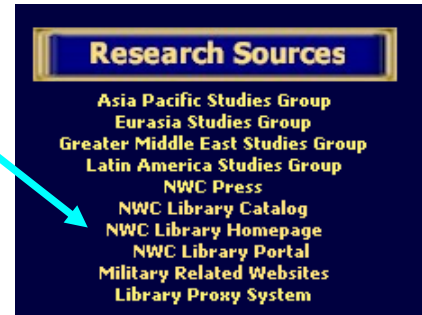 Research Sources
Asia Pacific Studies Group
Eurasia Studies Group
Greater Middle East Studies Group
Latin America Studies Group
NWC Press
NWC Library Catalog
NWC Library Homepage
NWC Library Portal
Military Related Websites
Library Proxy System